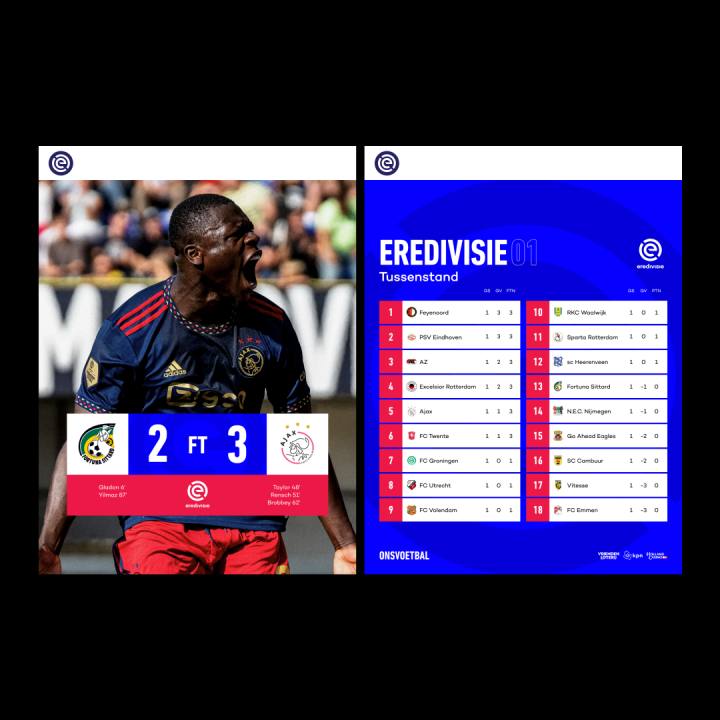 adidas
AJAX
2 FT 3
FORTUNA SITTARD
AJAX
Gladon 6'
Yilmaz 87'
eredivisie
Taylor 48'
Rensch 51'
Brobbey 62'
EREDIVISIE 01
Tussenstand
eredivisie
GS GV PTN
1 Feyenoord 1 3 3
2 PSV Eindhoven 1 3 3
3 AZ 1 2 3
4 Excelsior Rotterdam 1 2 3
5 Ajax 1 1 3
6 FC Twente 1 1 3
7 FC Groningen 1 0 1
8 FC Utrecht 1 0 1
9 FC Volendam 1 0 1
GS GV PTN
10 RKC Waalwijk 1 0 1
11 Sparta Rotterdam 1 0 1
12 sc Heerenveen 1 0 1
13 Fortuna Sittard 1 -1 0
14 N.E.C. Nijmegen 1 -1 0
15 Go Ahead Eagles 1 -2 0
16 SC Cambuur 1 -2 0
17 Vitesse 1 -3 0
18 FC Emmen 1 -3 0
ONSVOETBAL
VRIENDEN
LOTERIJ
kpn
HOLLAND
CASINO